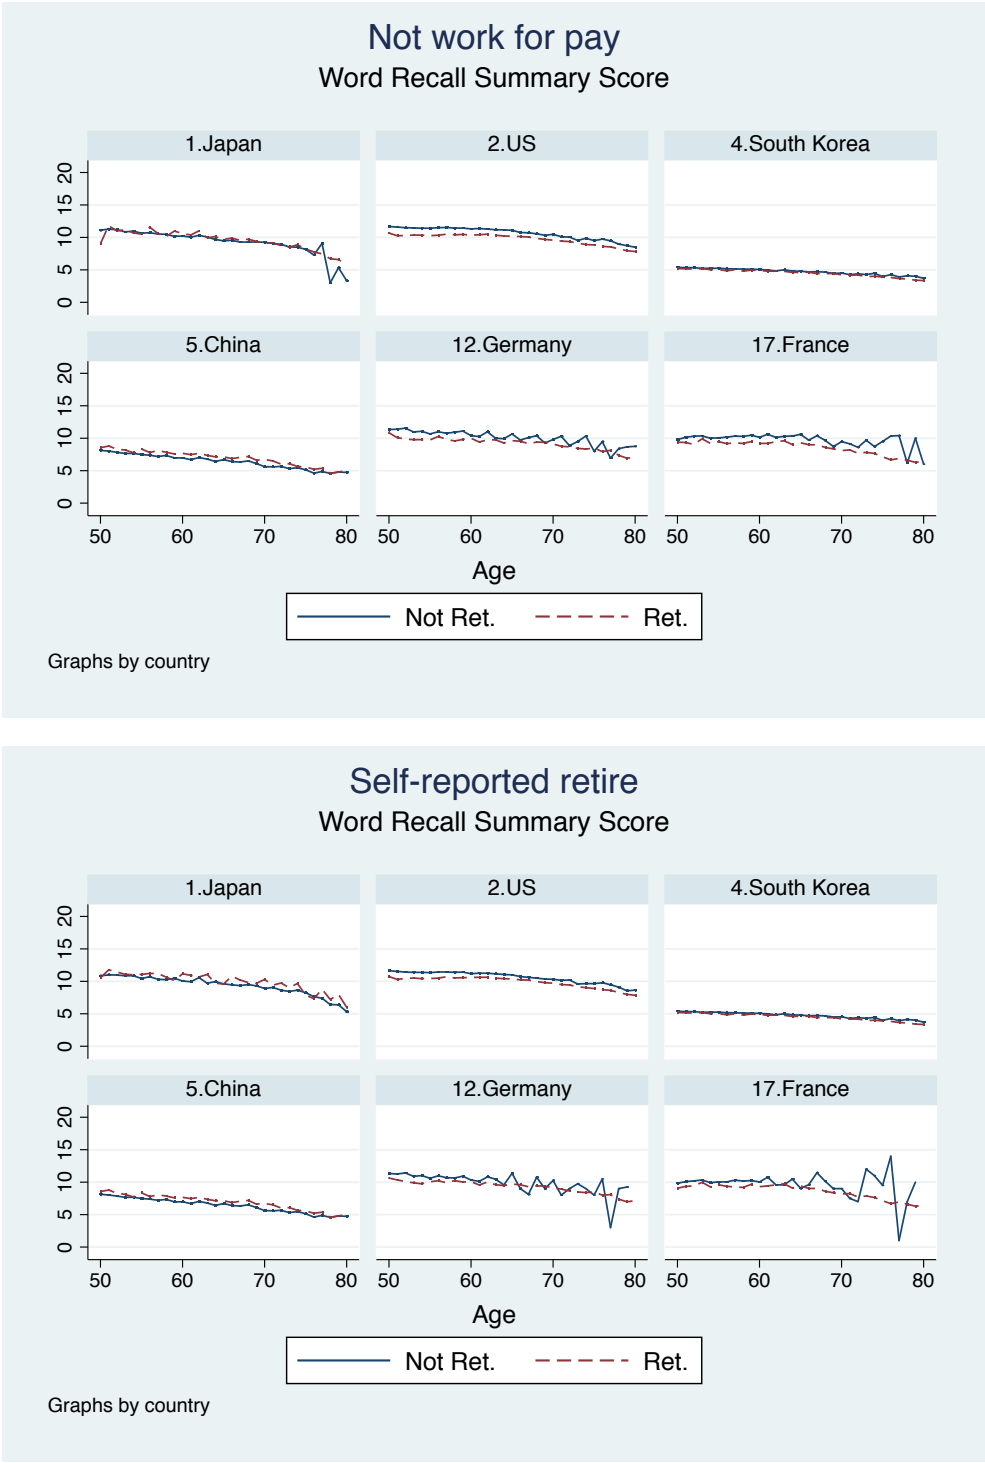 Not work for pay
Word Recall Summary Score
1.Japan 2.US 4.South Korea
20
15
10
5
0
5.China 12.Germany 17.France
20
15
10
5
0
50 60 70 80 50 60 70 80 50 60 70 80
Age
Not Ret. Ret.
Graphs by country
Self-reported retire
Word Recall Summary Score
1.Japan 2.US 4.South Korea
20
15
10
5
0
5.China 12.Germany 17.France
20
15
10
5
0
50 60 70 80 50 60 70 80 50 60 70 80
Age
Not Ret. Ret.
Graphs by country